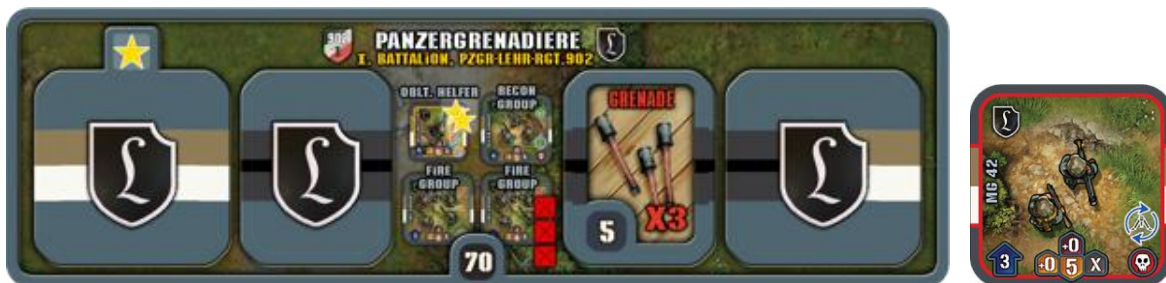 PANZERGRENADIERE
I. BATTALION, PZGR-LEHR-RGT.902
OBLT. HELFER
RECON GROUP
FIRE GROUP
FIRE GROUP
GRENADE
X3
5
70
L
L
L
L
MG 42
3
+0
+0 5 X